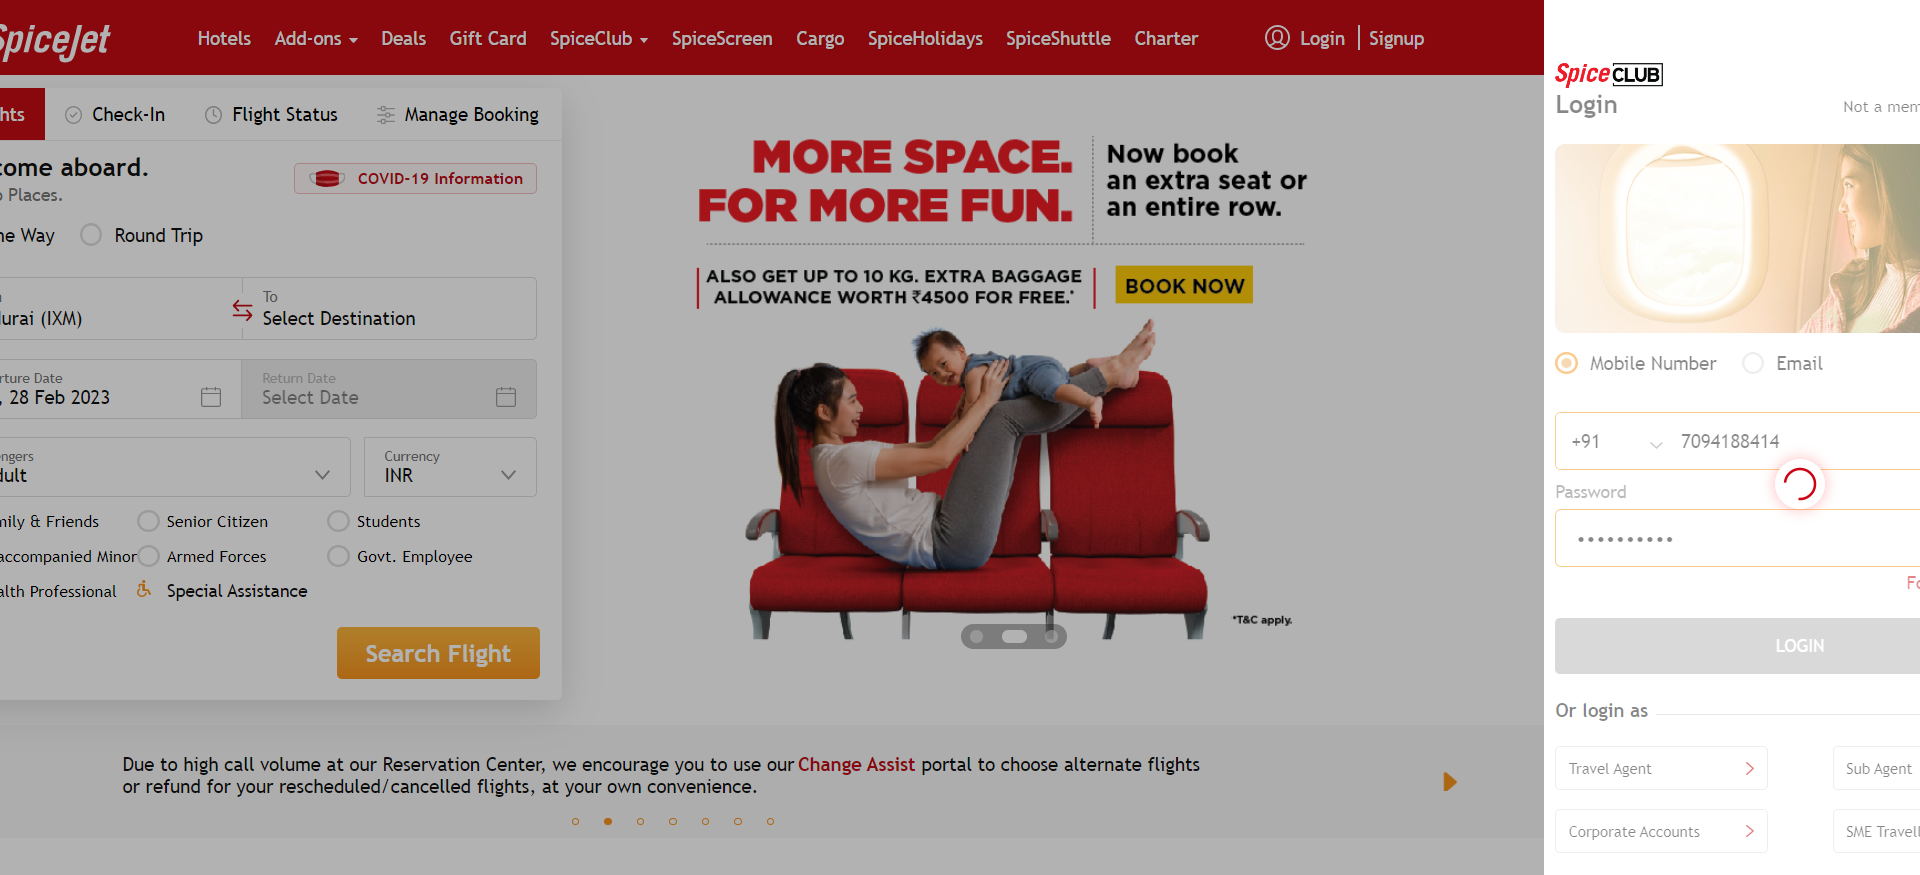 SpiceJet
Hotels Add-ons Deals Gift Card SpiceClub SpiceScreen Cargo SpiceHolidays SpiceShuttle Charter Login Signup
hts Check-In Flight Status Manage Booking
come aboard.
Places.
COVID-19 Information
ne Way Round Trip
To
urai (IXM) Select Destination
rture Date Return Date
, 28 Feb 2023 Select Date
engers Currency
dult INR
mily & Friends Senior Citizen Students
accompanied Minor Armed Forces Govt. Employee
alth Professional Special Assistance
Search Flight
MORE SPACE.
FOR MORE FUN.
Now book
an extra seat or
an entire row.
ALSO GET UP TO 10 KG. EXTRA BAGGAGE
ALLOWANCE WORTH ₹4500 FOR FREE.*
BOOK NOW
*T&C apply.
Due to high call volume at our Reservation Center, we encourage you to use our Change Assist portal to choose alternate flights
or refund for your rescheduled/cancelled flights, at your own convenience.
SpiceCLUB
Login Not a mem
Mobile Number Email
+91 7094188414
Password
••••••••••
Fo
LOGIN
Or login as
Travel Agent Sub Agent
Corporate Accounts SME Travell